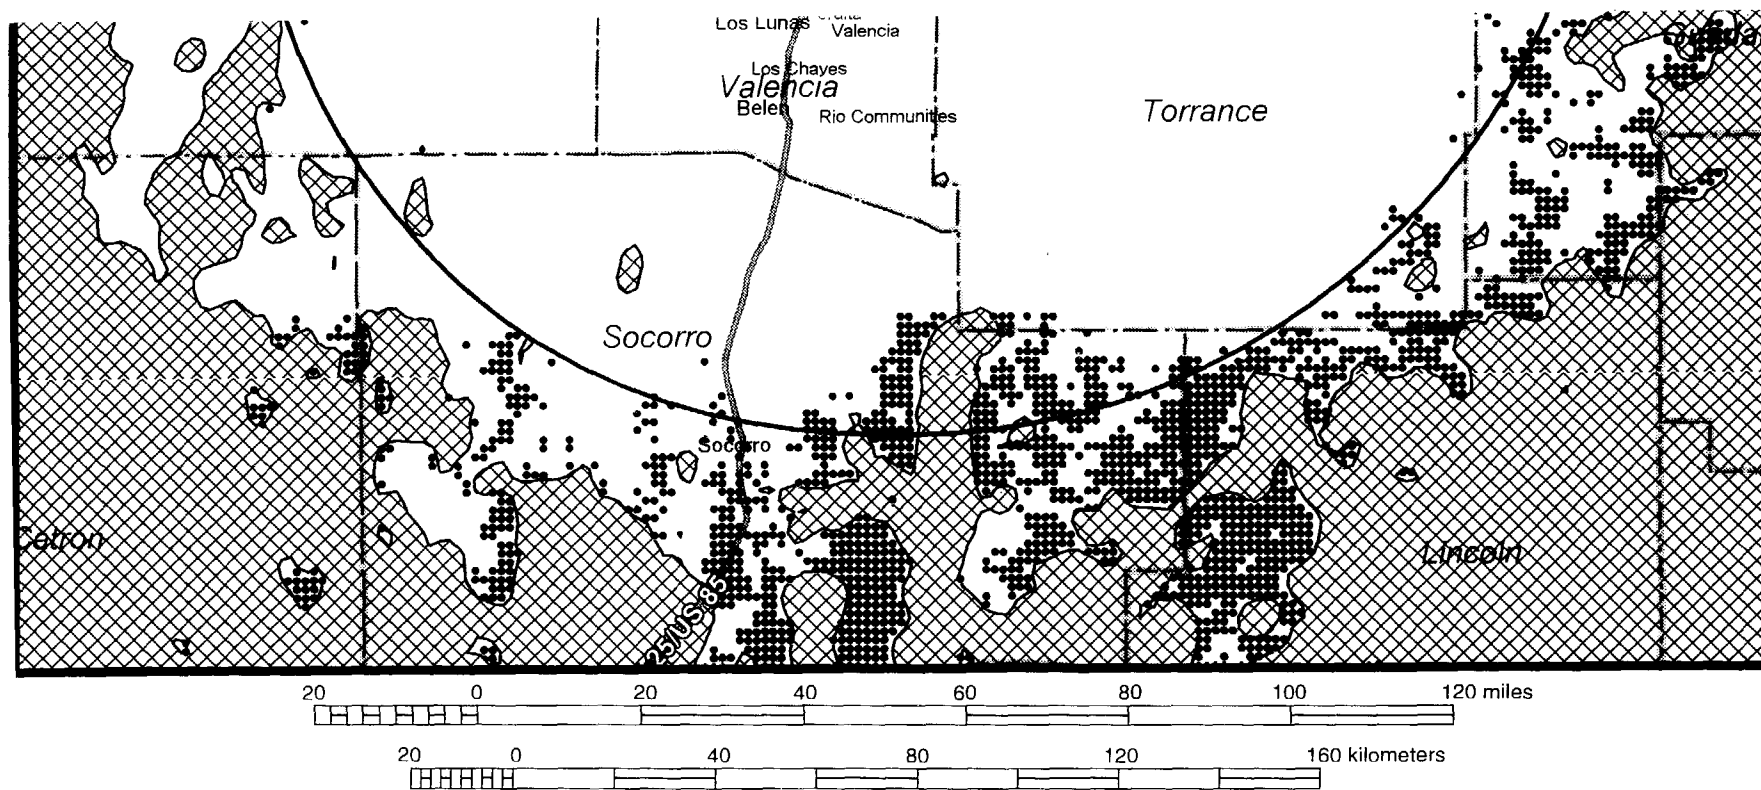 Los Lunas
Valencia
Los Chayes
Valencia
Belen
Rio Communities
Torrance
Socorro
Socorro
Catron
Lincoln
25/US 85
20 0 20 40 60 80 100 120 miles
20 0 40 80 120 160 kilometers